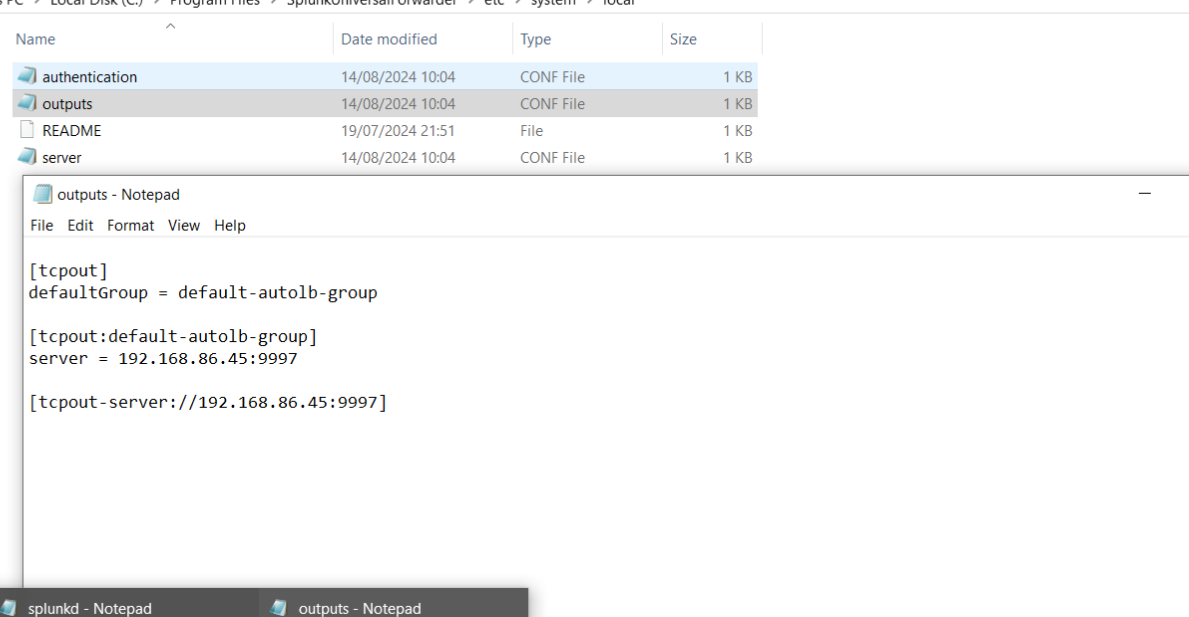 PC > Local Disk (C:) > Program Files > SplunkUniversalForwarder > etc > system > local
Name Date modified Type Size
authentication 14/08/2024 10:04 CONF File 1 KB
outputs 14/08/2024 10:04 CONF File 1 KB
README 19/07/2024 21:51 File 1 KB
server 14/08/2024 10:04 CONF File 1 KB
outputs - Notepad
File Edit Format View Help
[tcpout]
defaultGroup = default-autolb-group
[tcpout:default-autolb-group]
server = 192.168.86.45:9997
[tcpout-server://192.168.86.45:9997]
splunkd - Notepad outputs - Notepad